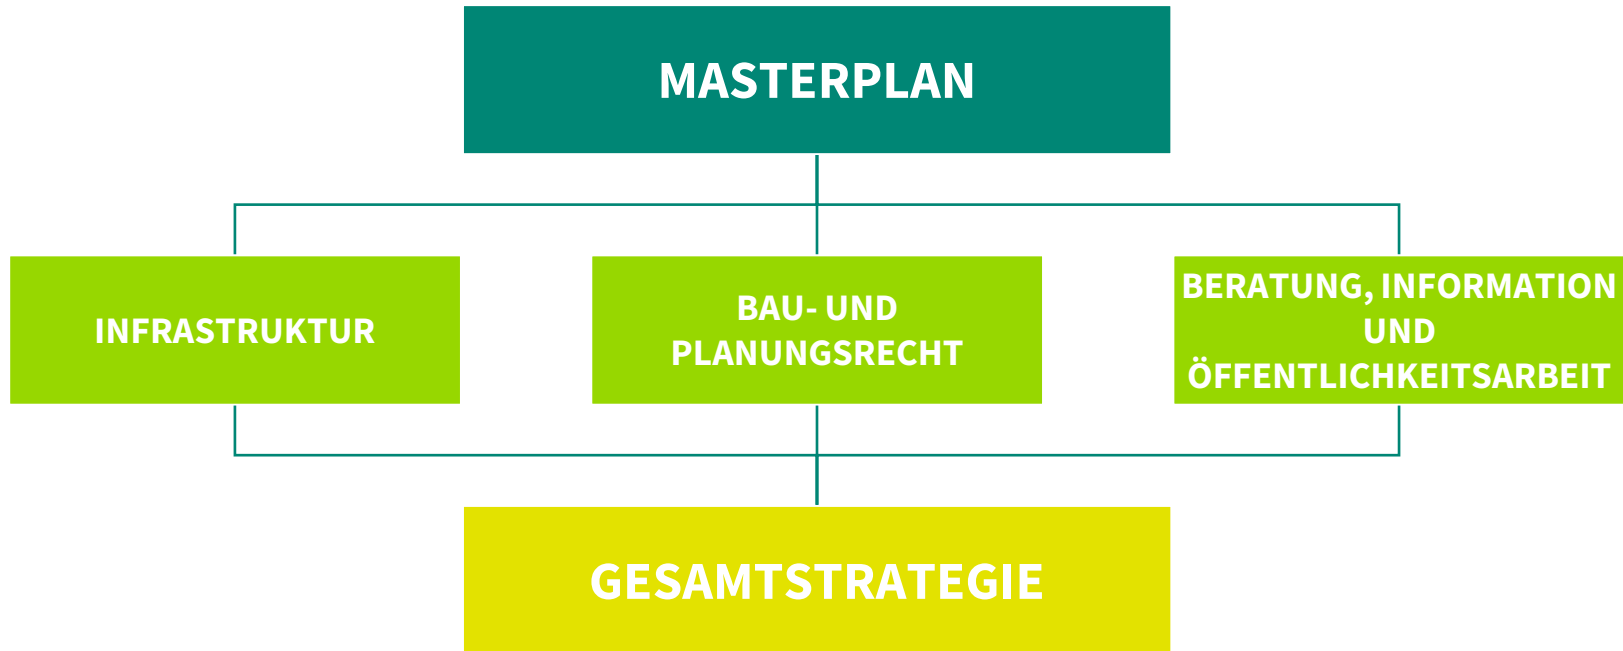 MASTERPLAN
INFRASTRUKTUR
BAU- UND
PLANUNGSRECHT
BERATUNG, INFORMATION
UND
ÖFFENTLICHKEITSARBEIT
GESAMTSTRATEGIE